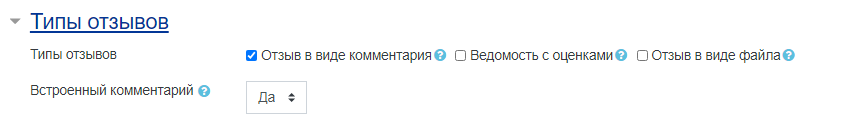 Типы отзывов
Типы отзывов Отзыв в виде комментария Ведомость с оценками Отзыв в виде файла
Встроенный комментарий Да